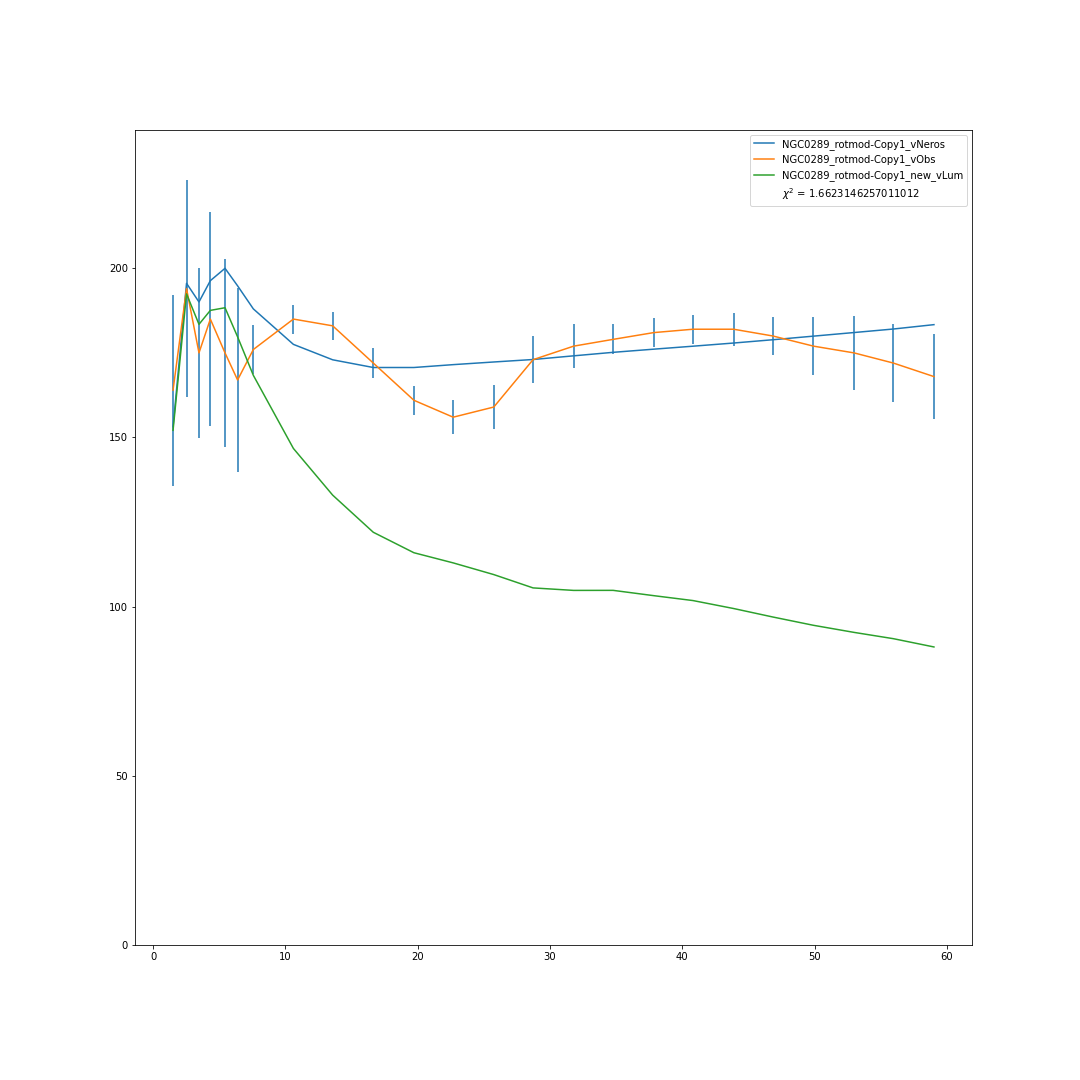 NGC0289_rotmod-Copy1_vNeros
NGC0289_rotmod-Copy1_vObs
NGC0289_rotmod-Copy1_new_vLum
χ² = 1.6623146257011012
200
150
100
50
0
0 10 20 30 40 50 60